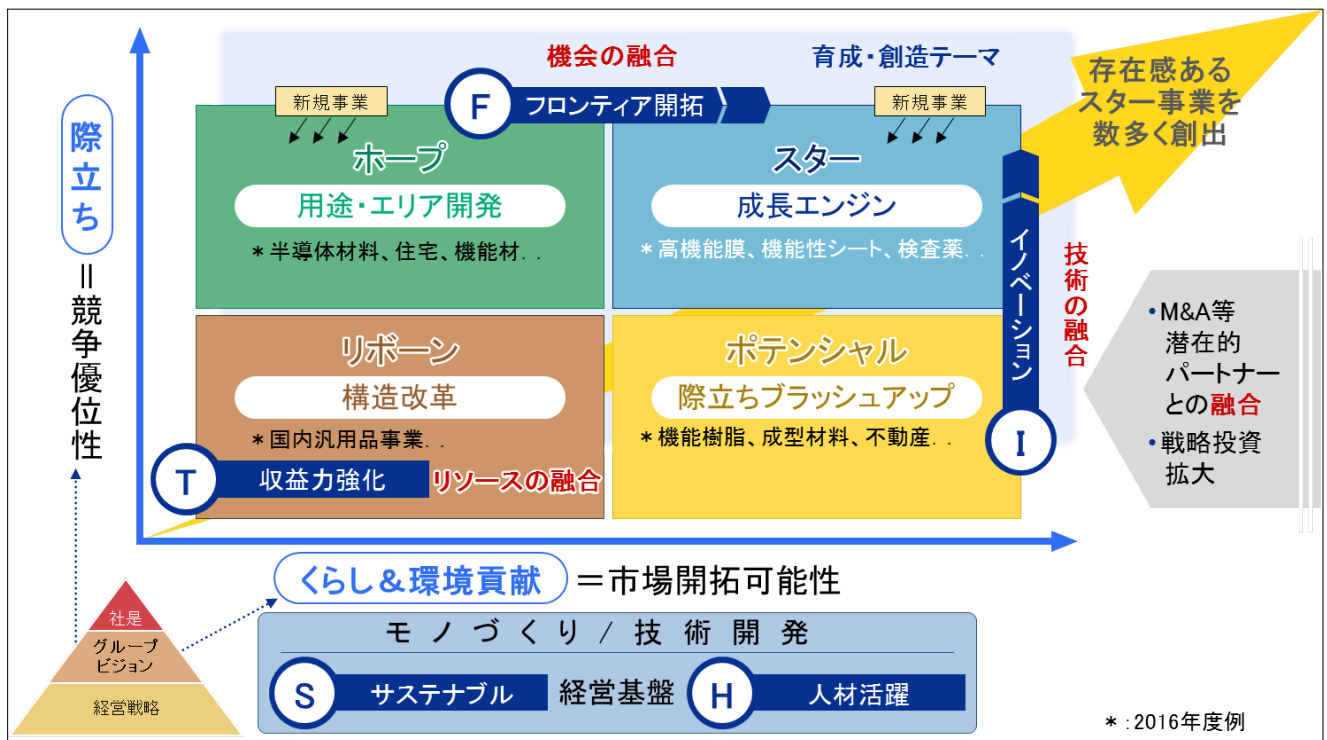 機会の融合
育成・創造テーマ
存在感ある
スター事業を
数多く創出
新規事業
F
フロンティア開拓
新規事業
際立ち
＝競争優位性
ホープ
用途・エリア開発
＊半導体材料、住宅、機能材．．
スター
成長エンジン
＊高機能膜、機能性シート、検査薬．．
イノベーション
I
技術の融合
・M&A等
潜在的
パートナー
との融合
・戦略投資
拡大
リボーン
構造改革
＊国内汎用品事業．．
T
収益力強化
リソースの融合
ポテンシャル
際立ちブラッシュアップ
＊機能樹脂、成型材料、不動産．．
くらし＆環境貢献
＝市場開拓可能性
社是
グループ
ビジョン
経営戦略
モノづくり/技術開発
S
サステナブル
経営基盤
H
人材活躍
＊：2016年度例